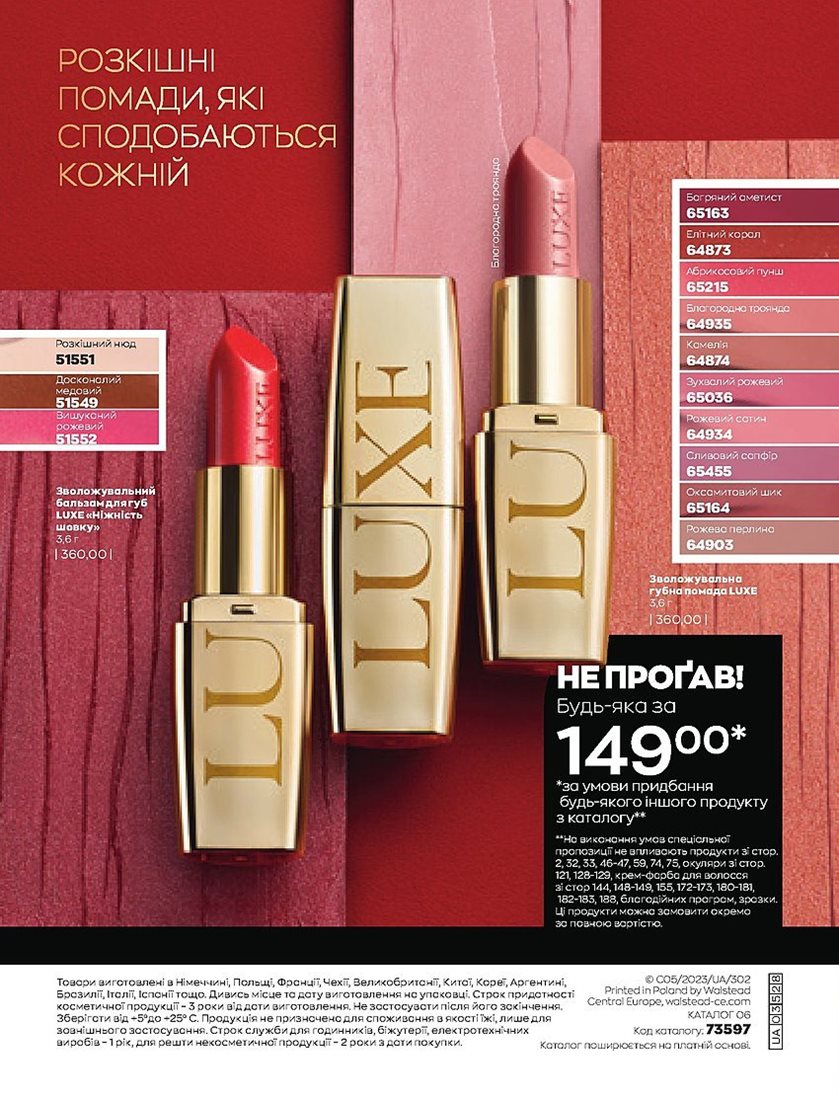 РОЗКІШНІ
ПОМАДИ, ЯКІ
СПОДОБАЮТЬСЯ
КОЖНІЙ
Розкішний нюд
51551
Досконалий
медовий
51549
Вишуканий
рожевий
51552
Зволожувальний
бальзам для губ
LUXE «Ніжність
шовку»
3,6 г
| 360,00 |
LUXE
LU
LUXE
LUXE
Благородна троянда
LUXE
LU
Багряний аметист
65163
Елітний корал
64873
Абрикосовий пунш
65215
Благородна троянда
64935
Камелія
64874
Зухвалий рожевий
65036
Рожевий сатин
64934
Сливовий сапфір
65455
Оксамитовий шик
65164
Рожева перлина
64903
Зволожувальна
губна помада LUXE
3,6 г
| 360,00 |
НЕ ПРОҐАВ!
Будь-яка за
149⁰⁰*
*за умови придбання
будь-якого іншого продукту
з каталогу**
**На виконання умов спеціальної
пропозиції не впливають продукти зі стор.
2, 32, 33, 46-47, 59, 74, 75, окуляри зі стор.
121, 128-129, крем-фарба для волосся
зі стор 144, 148-149, 155, 172-173, 180-181,
182-183, 188, благодійних програм, зразки.
Ці продукти можна замовити окремо
за повною вартістю.
Товари виготовлені в Німеччині, Польщі, Франції, Чехії, Великобританії, Китаї, Кореї, Аргентині,
Бразилії, Італії, Іспанії тощо. Дивись місце та дату виготовлення на упаковці. Строк придатності
косметичної продукції – 3 роки від дати виготовлення. Не застосувати після його закінчення.
Зберігати від +5°до +25° С. Продукція не призначено для споживання в якості їжі, лише для
зовнішнього застосування. Строк служби для годинників, біжутерії, електротехнічних
виробів – 1 рік, для решти некосметичної продукції – 2 роки з дати покупки.
© C05/2023/UA/302
Printed in Poland by Walstead
Central Europe, walstead-ce.com
КАТАЛОГ 06
Код каталогу: 73597
Каталог поширюється на платній основі.
UA 03528